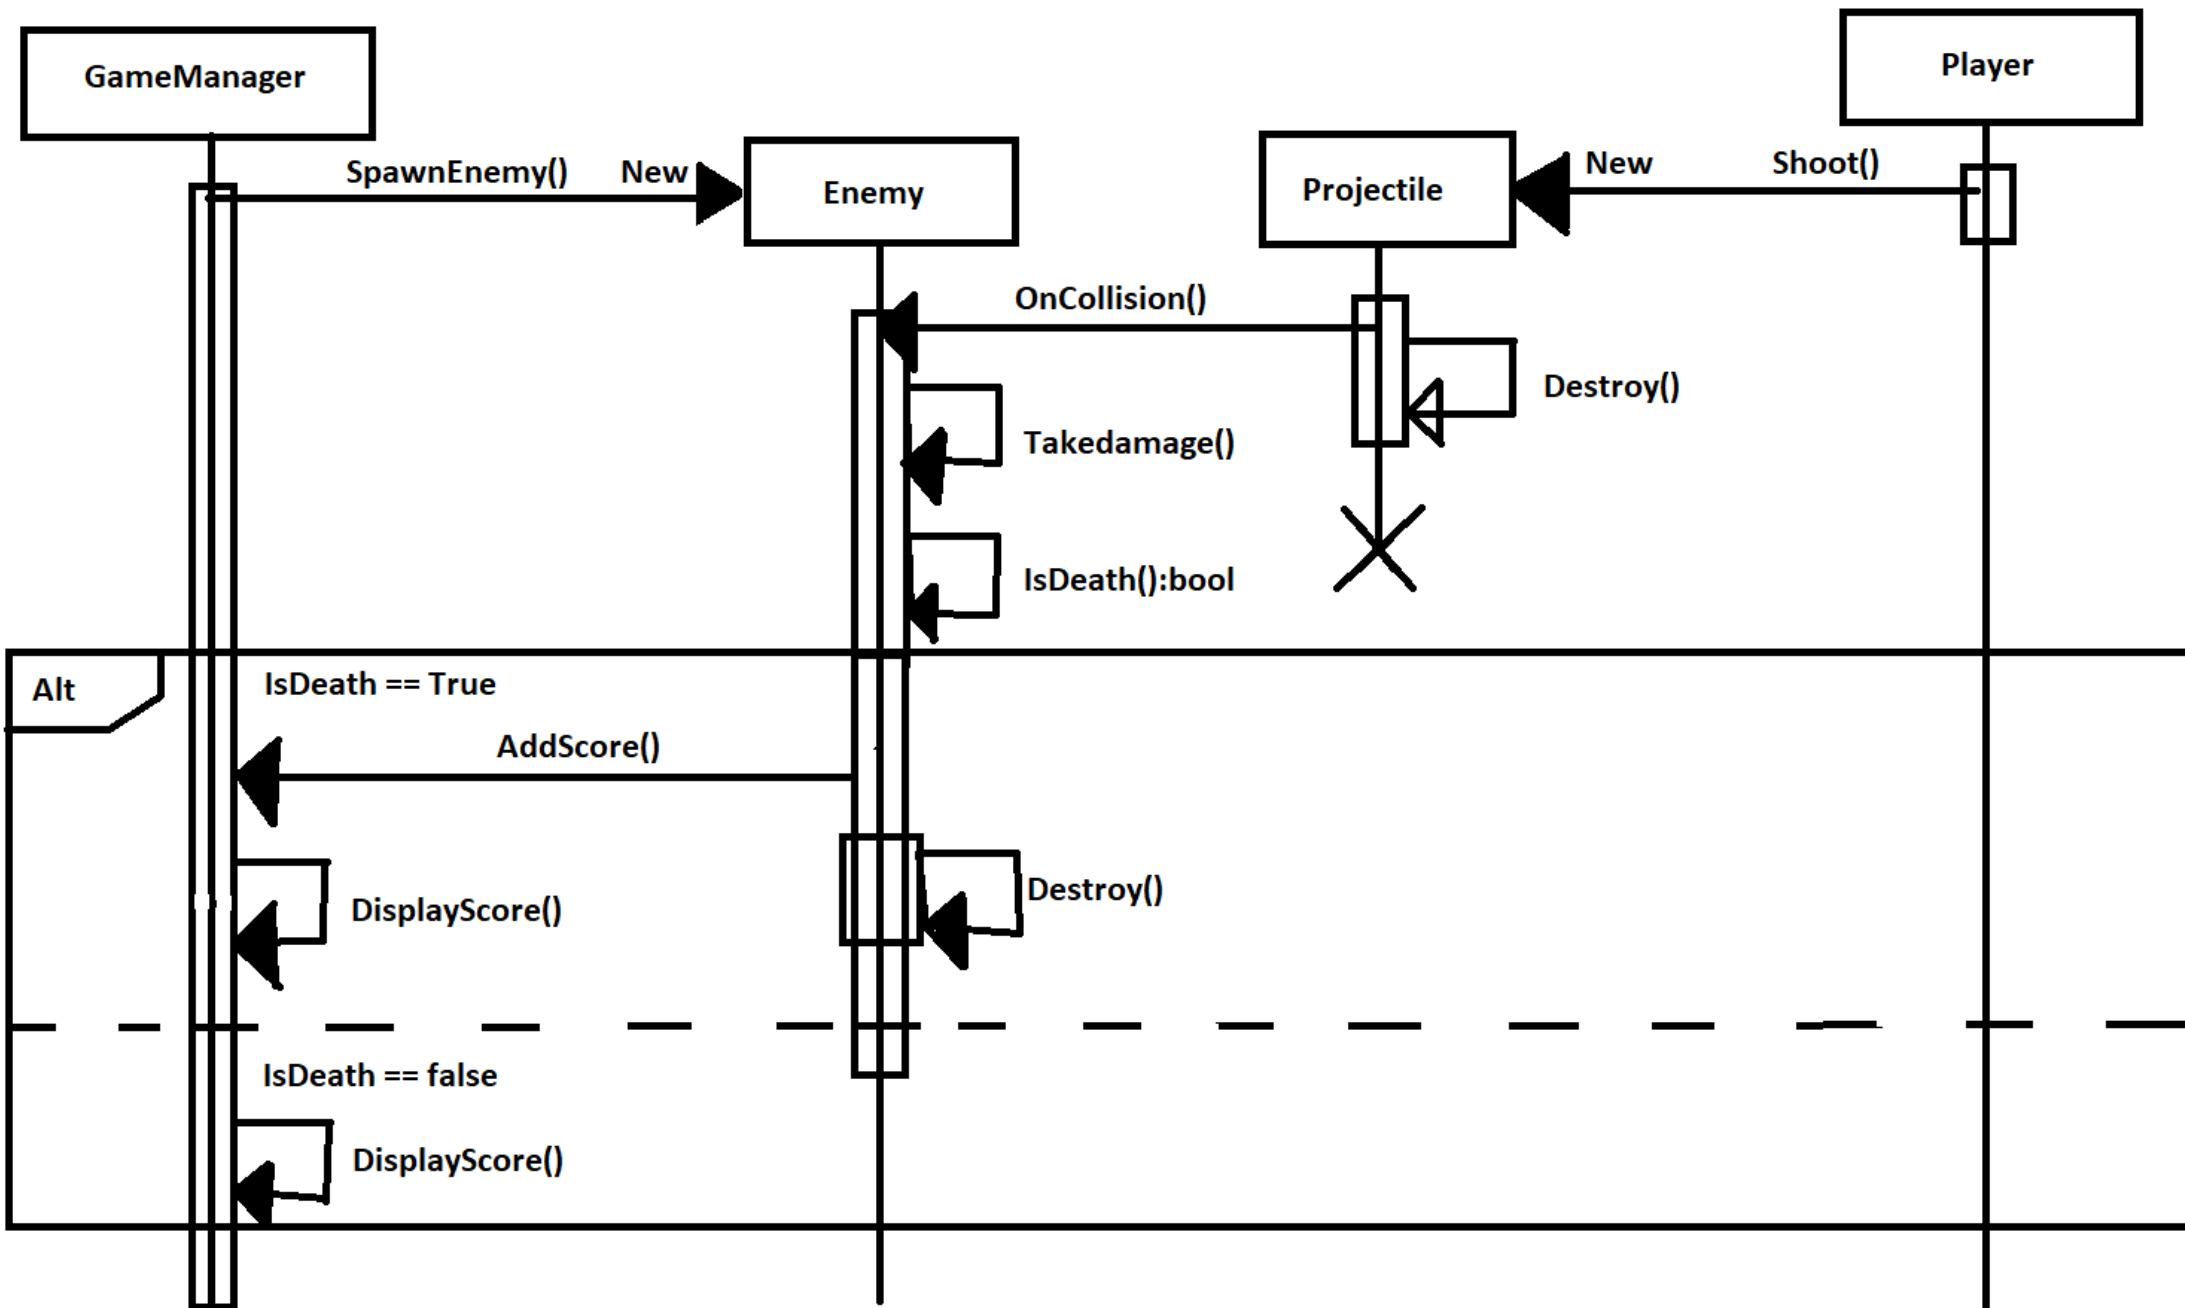 GameManager
Player
SpawnEnemy() New
Enemy
Projectile
New Shoot()
OnCollision()
Destroy()
Takedamage()
IsDeath():bool
Alt
IsDeath == True
AddScore()
DisplayScore()
Destroy()
IsDeath == false
DisplayScore()